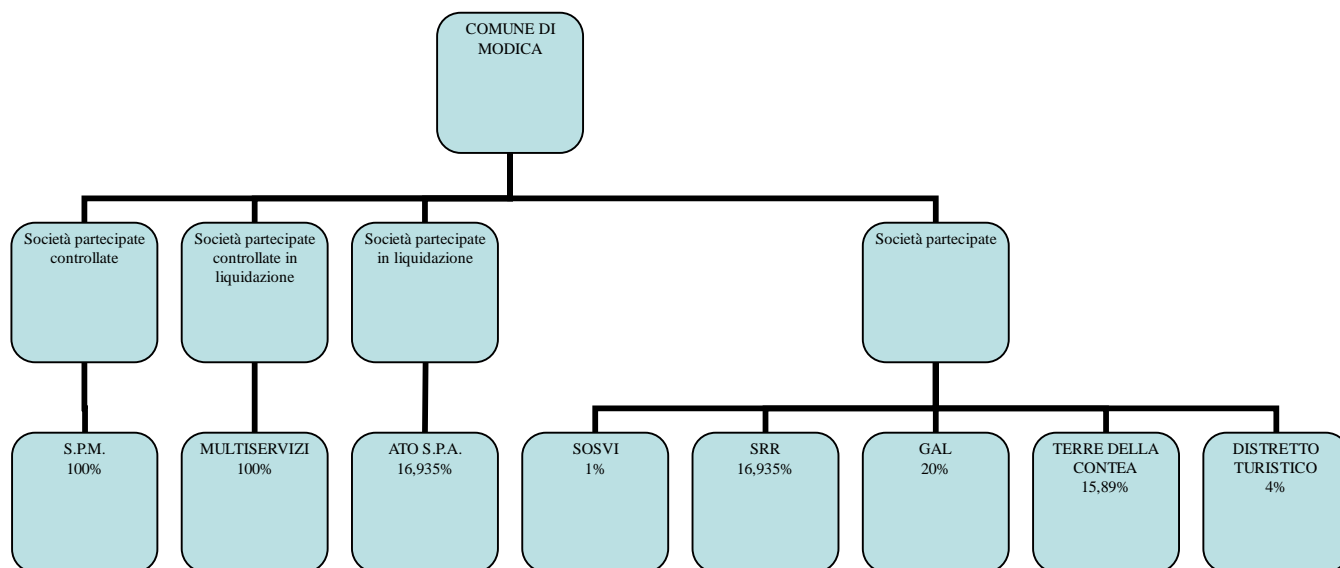 COMUNE DI
MODICA
Società partecipate
controllate
Società partecipate
controllate in
liquidazione
Società partecipate
in liquidazione
Società partecipate
S.P.M.
100%
MULTISERVIZI
100%
ATO S.P.A.
16,935%
SOSVI
1%
SRR
16,935%
GAL
20%
TERRE DELLA
CONTEA
15,89%
DISTRETTO
TURISTICO
4%